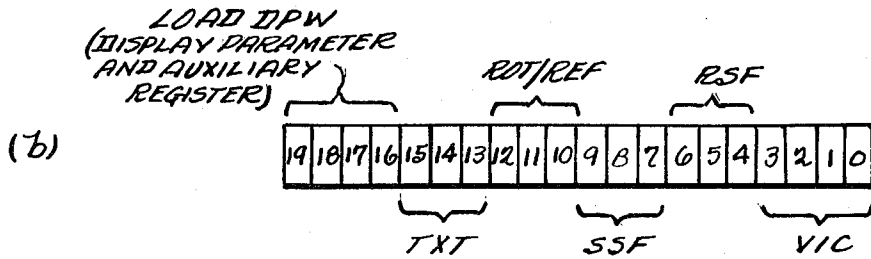 LOAD DPW
(DISPLAY PARAMETER
AND AUXILIARY
REGISTER)
ROT/REF
RSF
(b)
19 18 17 16 15 14 13 12 11 10 9 8 7 6 5 4 3 2 1 0
TXT
SSF
VIC